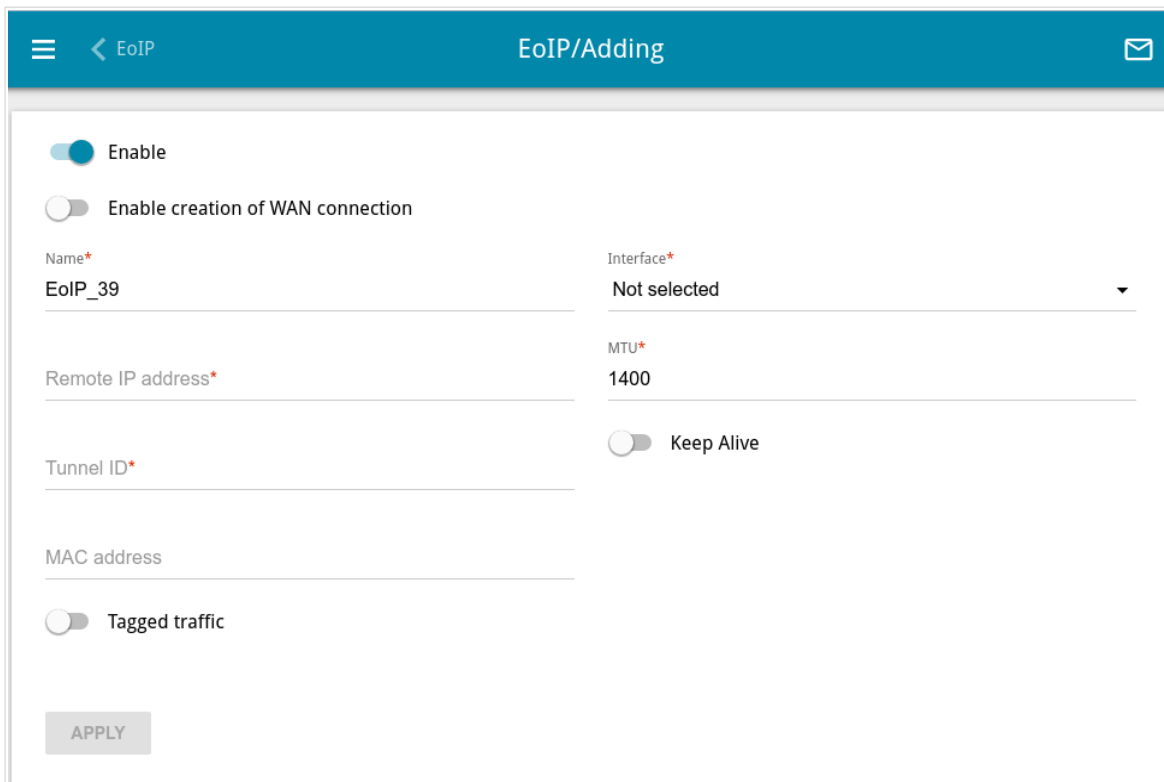 EoIP
EoIP/Adding
Enable
Enable creation of WAN connection
Name*
EoIP_39
Interface*
Not selected
Remote IP address*
MTU*
1400
Tunnel ID*
Keep Alive
MAC address
Tagged traffic
APPLY